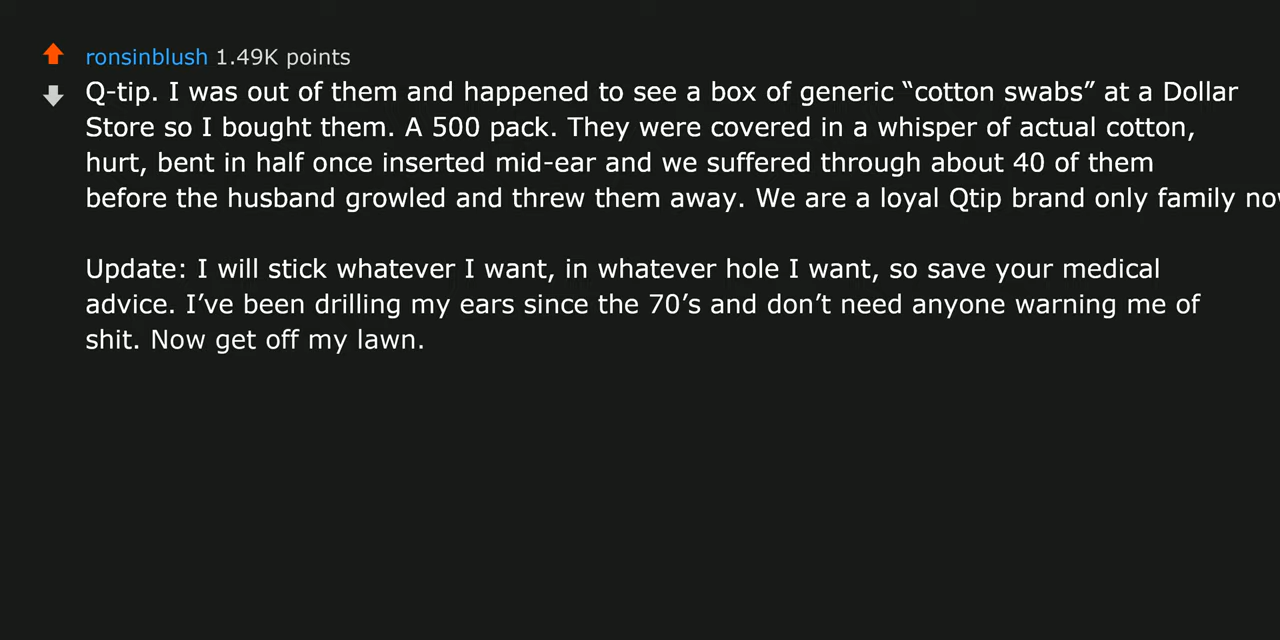 ronsinblush 1.49K points
Q-tip. I was out of them and happened to see a box of generic “cotton swabs” at a Dollar
Store so I bought them. A 500 pack. They were covered in a whisper of actual cotton,
hurt, bent in half once inserted mid-ear and we suffered through about 40 of them
before the husband growled and threw them away. We are a loyal Qtip brand only family now
Update: I will stick whatever I want, in whatever hole I want, so save your medical
advice. I’ve been drilling my ears since the 70’s and don’t need anyone warning me of
shit. Now get off my lawn.